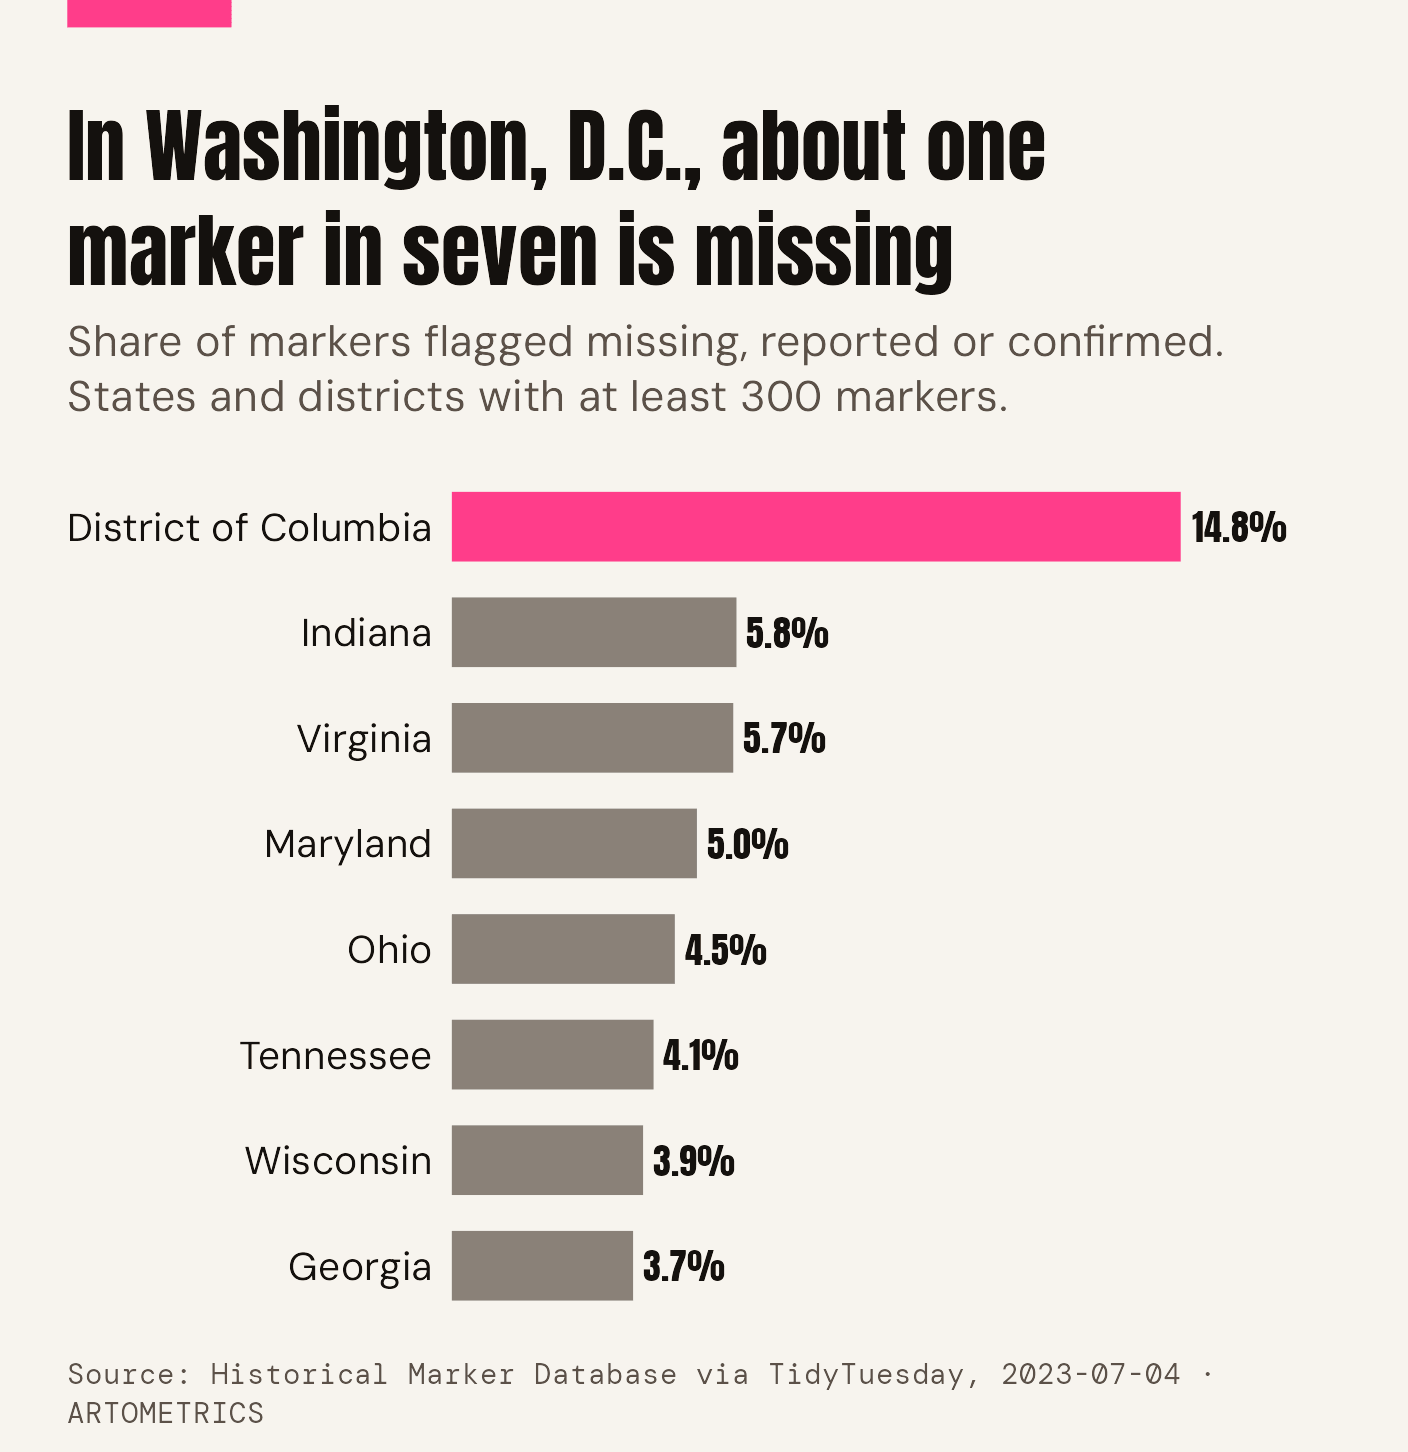 In Washington, D.C., about one
marker in seven is missing
Share of markers flagged missing, reported or confirmed.
States and districts with at least 300 markers.
District of Columbia 14.8%
Indiana 5.8%
Virginia 5.7%
Maryland 5.0%
Ohio 4.5%
Tennessee 4.1%
Wisconsin 3.9%
Georgia 3.7%
Source: Historical Marker Database via TidyTuesday, 2023-07-04 ·
ARTOMETRICS